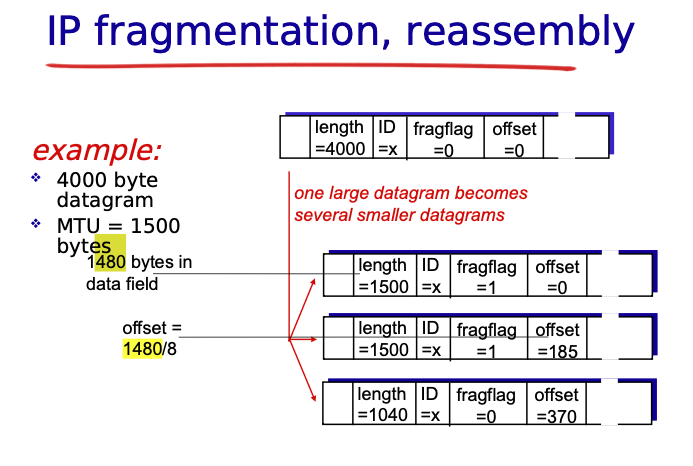 IP fragmentation, reassembly
example:
4000 byte
datagram
MTU = 1500
bytes
1480 bytes in
data field
offset =
1480/8
length ID fragflag offset
=4000 =x =0 =0
one large datagram becomes
several smaller datagrams
length ID fragflag offset
=1500 =x =1 =0
length ID fragflag offset
=1500 =x =1 =185
length ID fragflag offset
=1040 =x =0 =370